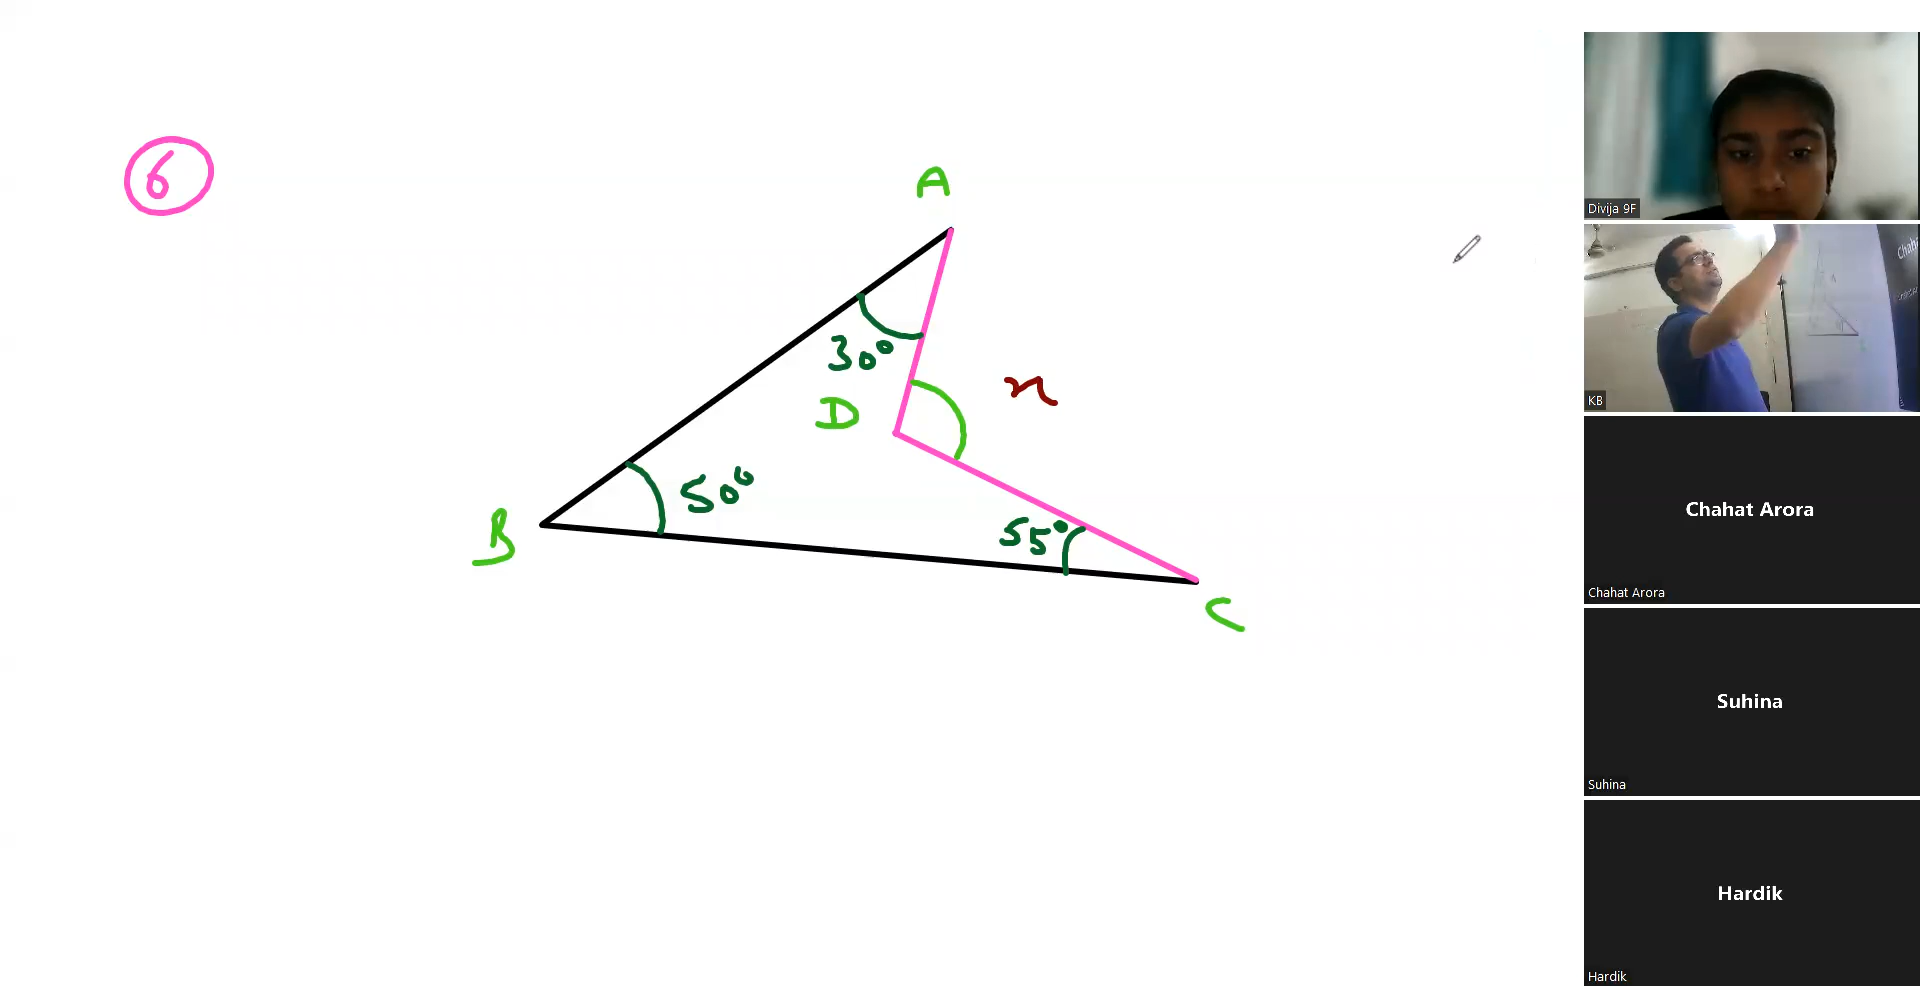 6
A
30°
x
D
50°
B
55°
C
Divija 9F
KB
Chahat Arora
Chahat Arora
Suhina
Suhina
Hardik
Hardik